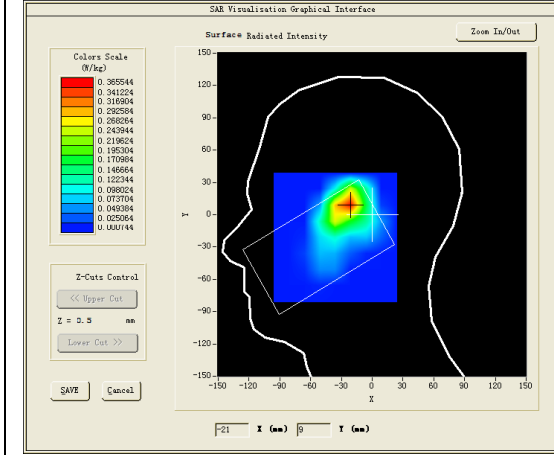 SAR Visualisation Graphical Interface
Surface Radiated Intensity
Zoom In/Out
Colors Scale
(W/kg)
0.365544
0.341224
0.316904
0.292584
0.268264
0.243944
0.219624
0.195304
0.170984
0.146664
0.122344
0.098024
0.073704
0.049384
0.025064
0.000744
150
120
90
60
30
Y
0
-30
-60
-90
-120
-150
-150 -120 -90 -60 -30 0 30 60 90 120 150
X
Z-Cuts Control
<< Upper Cut
Z = 0.5 mm
Lower Cut >>
SAVE Cancel
-21 X (mm) 9 Y (mm)